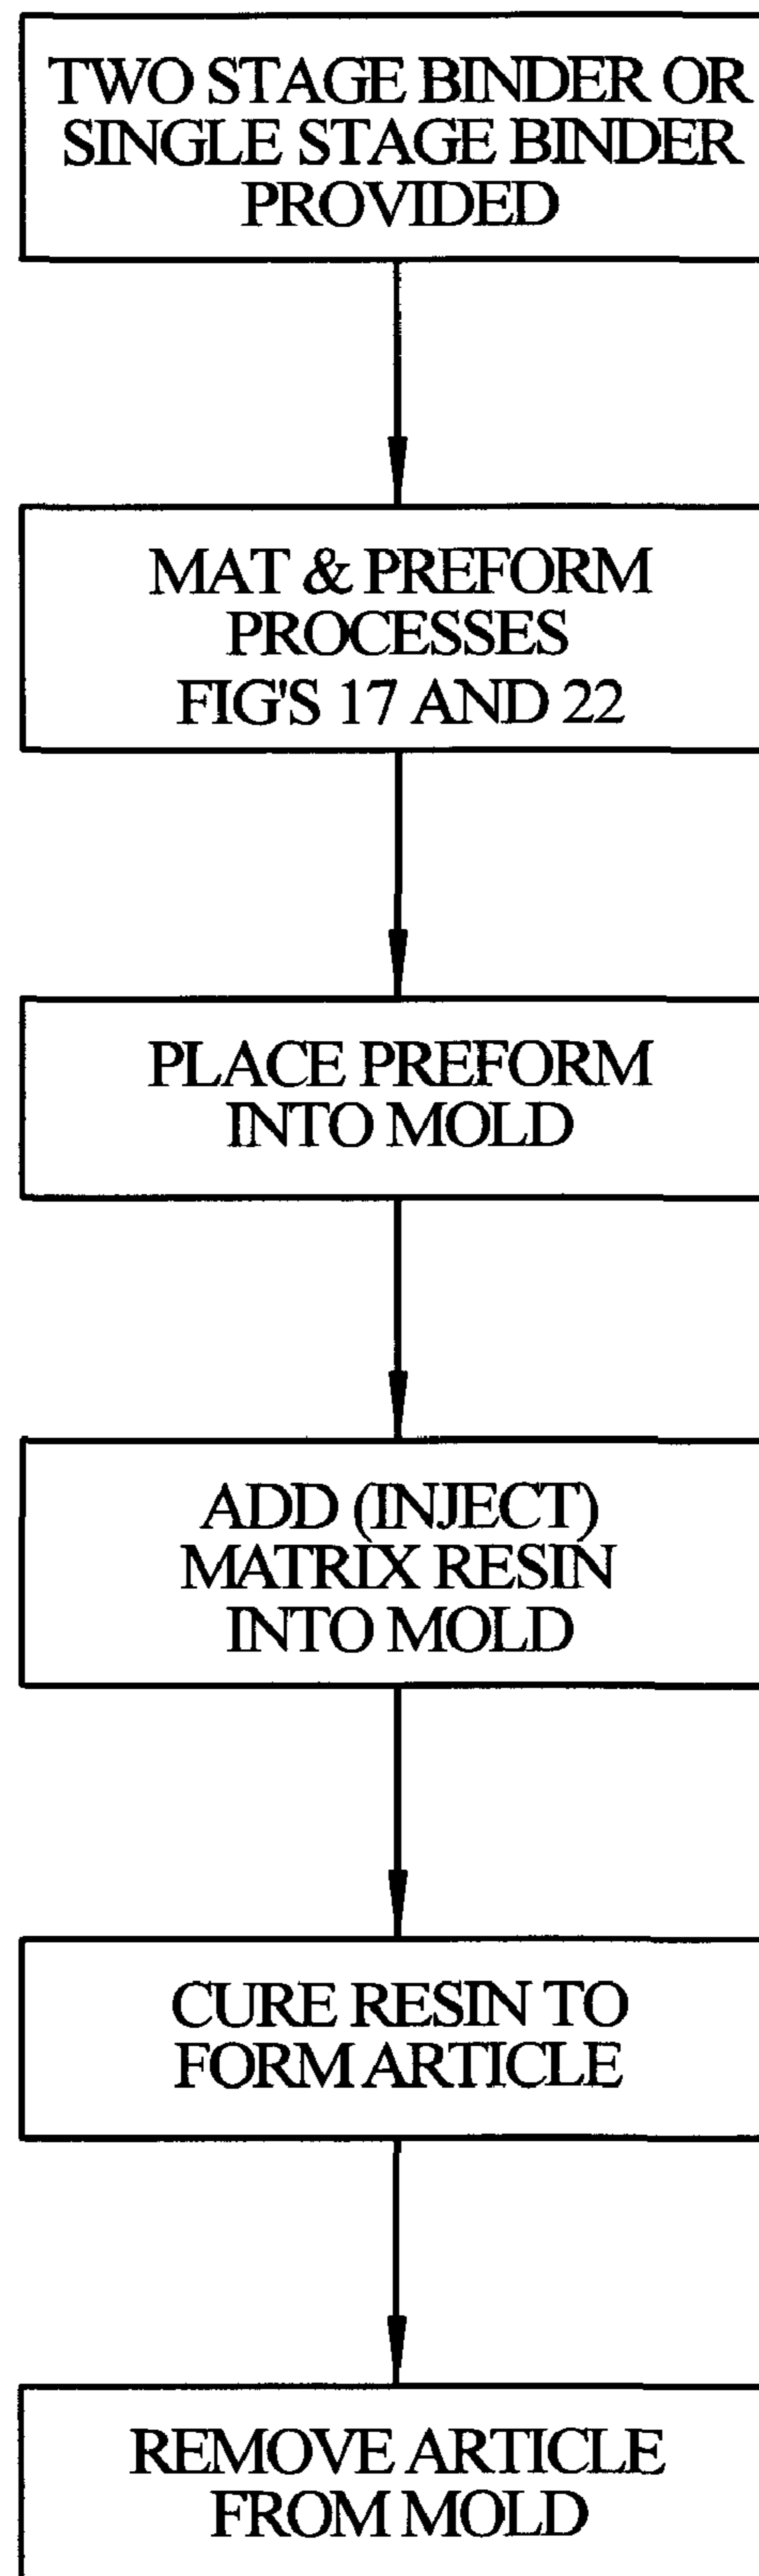 TWO STAGE BINDER OR
SINGLE STAGE BINDER
PROVIDED
MAT & PREFORM
PROCESSES
FIG'S 17 AND 22
PLACE PREFORM
INTO MOLD
ADD (INJECT)
MATRIX RESIN
INTO MOLD
CURE RESIN TO
FORM ARTICLE
REMOVE ARTICLE
FROM MOLD